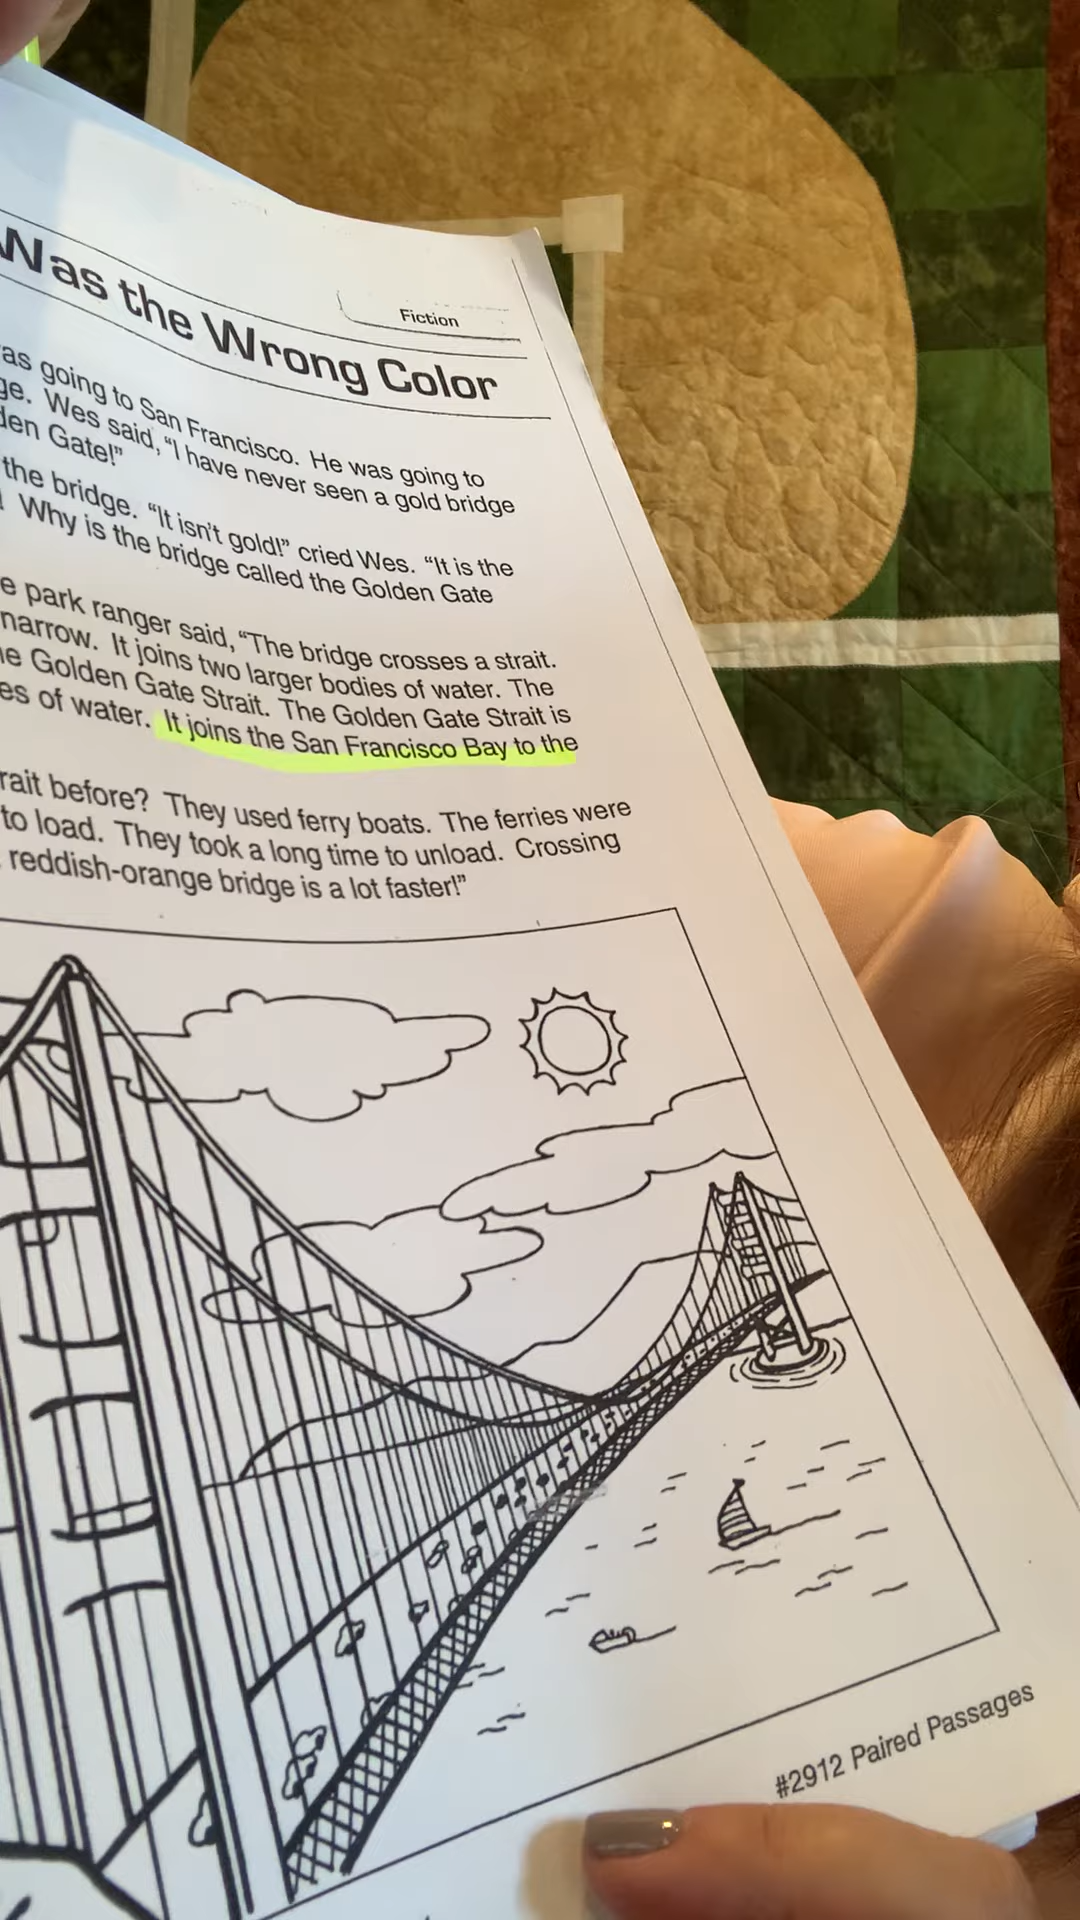 Fiction
Was the Wrong Color
as going to San Francisco. He was going to
ge. Wes said, “I have never seen a gold bridge
den Gate!”
the bridge. “It isn’t gold!” cried Wes. “It is the
Why is the bridge called the Golden Gate
e park ranger said, “The bridge crosses a strait.
narrow. It joins two larger bodies of water. The
e Golden Gate Strait. The Golden Gate Strait is
es of water. It joins the San Francisco Bay to the
rait before? They used ferry boats. The ferries were
to load. They took a long time to unload. Crossing
reddish-orange bridge is a lot faster!”
#2912 Paired Passages